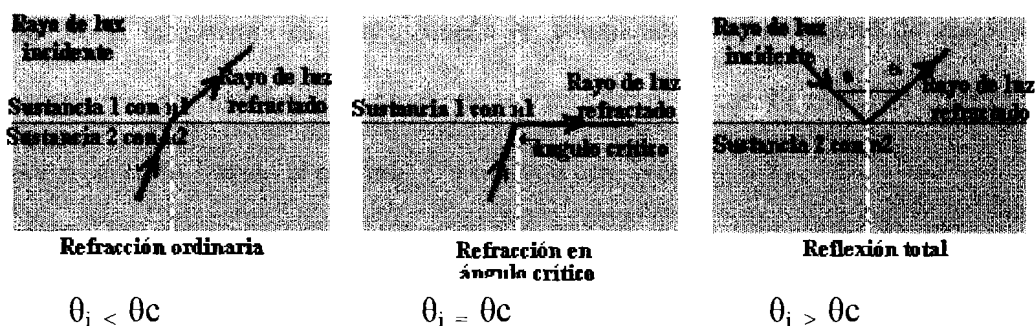 Rayo de luz
incidente
Rayo de luz
refractado
Sustancia 1 con n1
Sustancia 2 con n2
Refracción ordinaria
θi < θc
Rayo de luz
refractado
Sustancia 1 con n1
ángulo crítico
Refracción en
ángulo crítico
θi = θc
Rayo de luz
incidente
Rayo de luz
refractado
Sustancia 2 con n2
Reflexión total
θi > θc